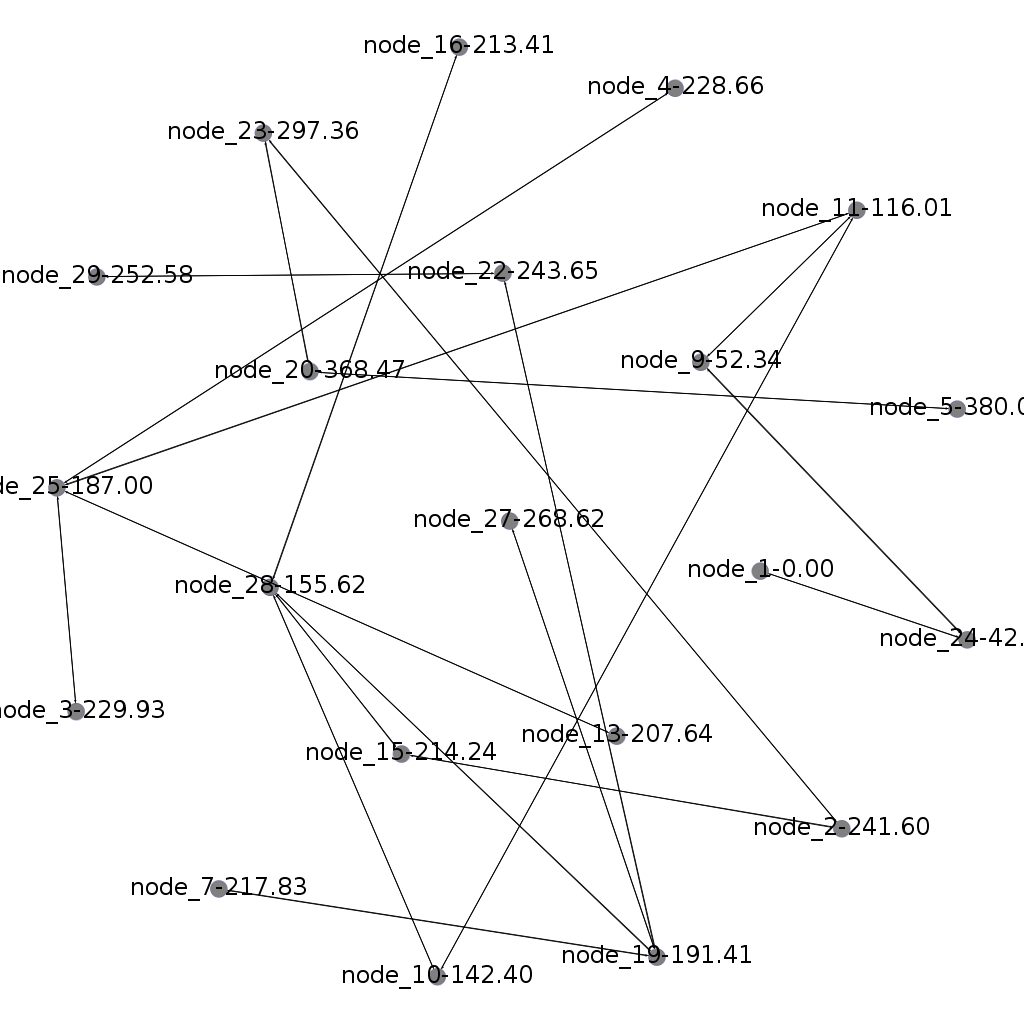 node_16-213.41
node_4-228.66
node_23-297.36
node_11-116.01
node_29-252.58
node_22-243.65
node_9-52.34
node_20-368.47
node_5-380.0
de_25-187.00
node_27-268.62
node_1-0.00
node_28-155.62
node_24-42.
node_3-229.93
node_13-207.64
node_15-214.24
node_2-241.60
node_7-217.83
node_19-191.41
node_10-142.40